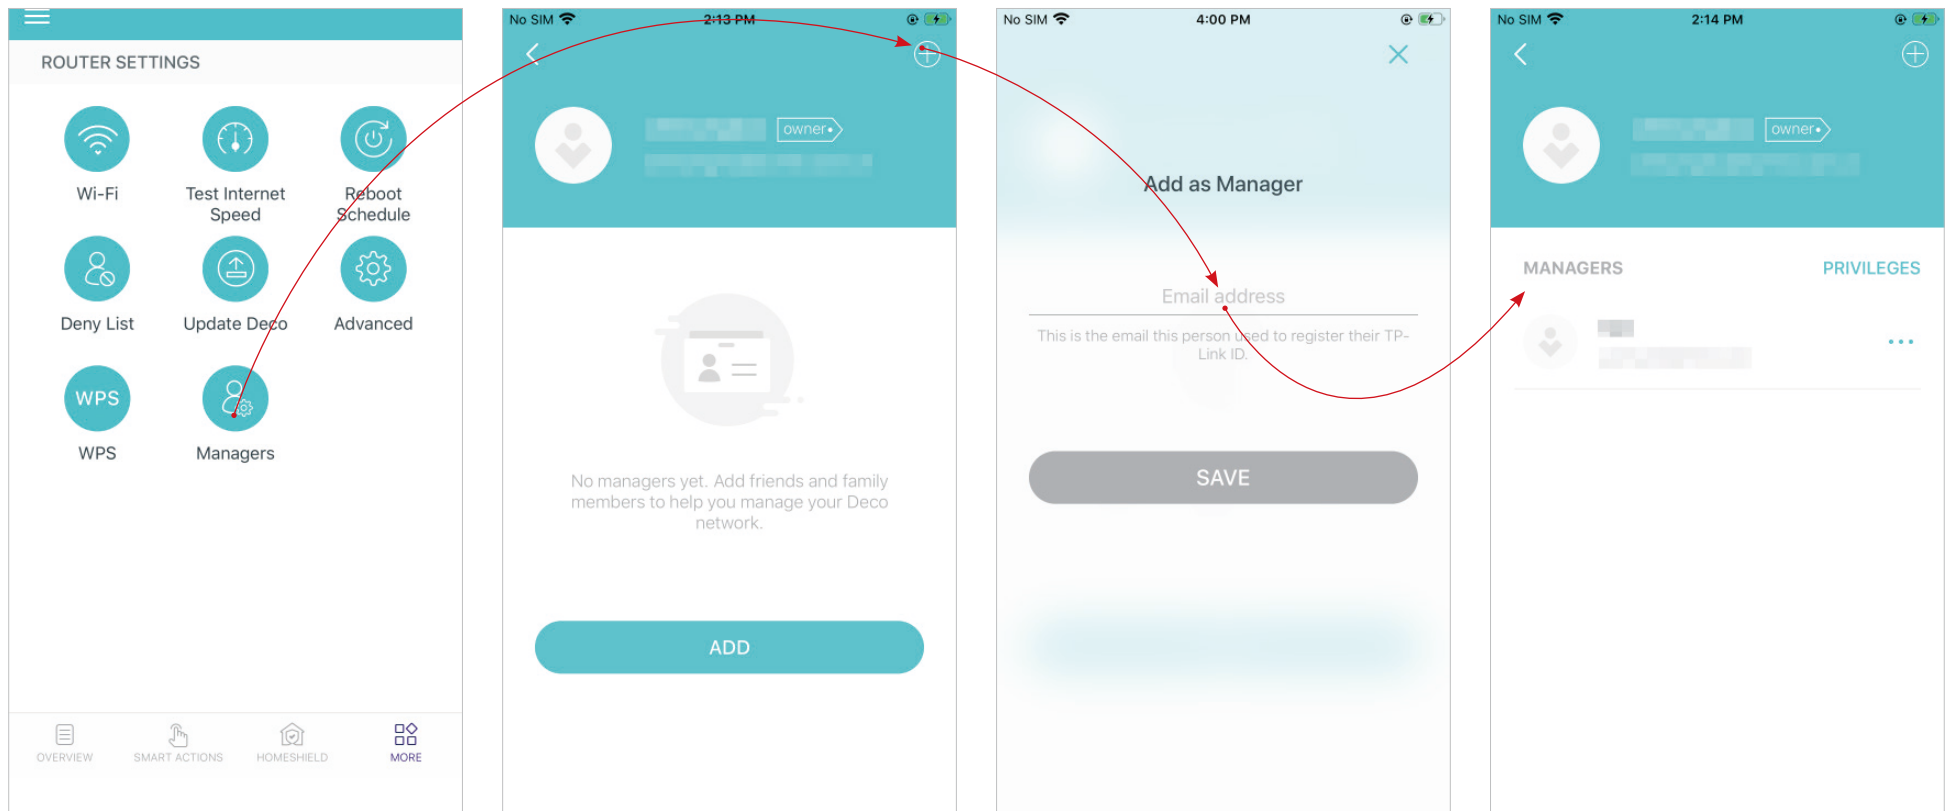 ROUTER SETTINGS
Wi-Fi
Test Internet
Speed
Reboot
Schedule
Deny List
Update Deco
Advanced
WPS
WPS
Managers
OVERVIEW
SMART ACTIONS
HOMESHIELD
MORE
No SIM
2:13 PM
owner
No managers yet. Add friends and family
members to help you manage your Deco
network.
ADD
No SIM
4:00 PM
Add as Manager
Email address
This is the email this person used to register their TP-
Link ID.
SAVE
No SIM
2:14 PM
owner
MANAGERS
PRIVILEGES